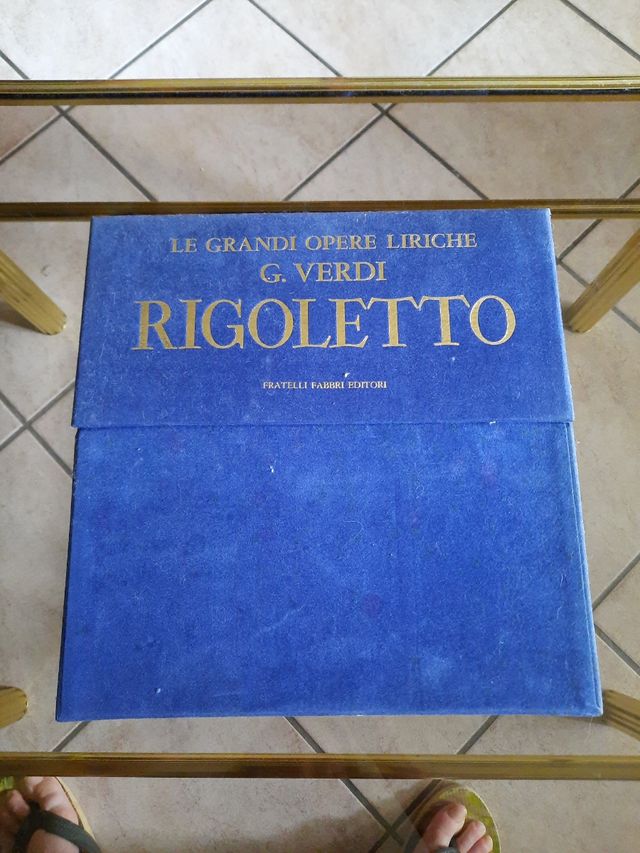 LE GRANDI OPERE LIRICHE
G. VERDI
RIGOLETTO
FRATELLI FABBRI EDITORI